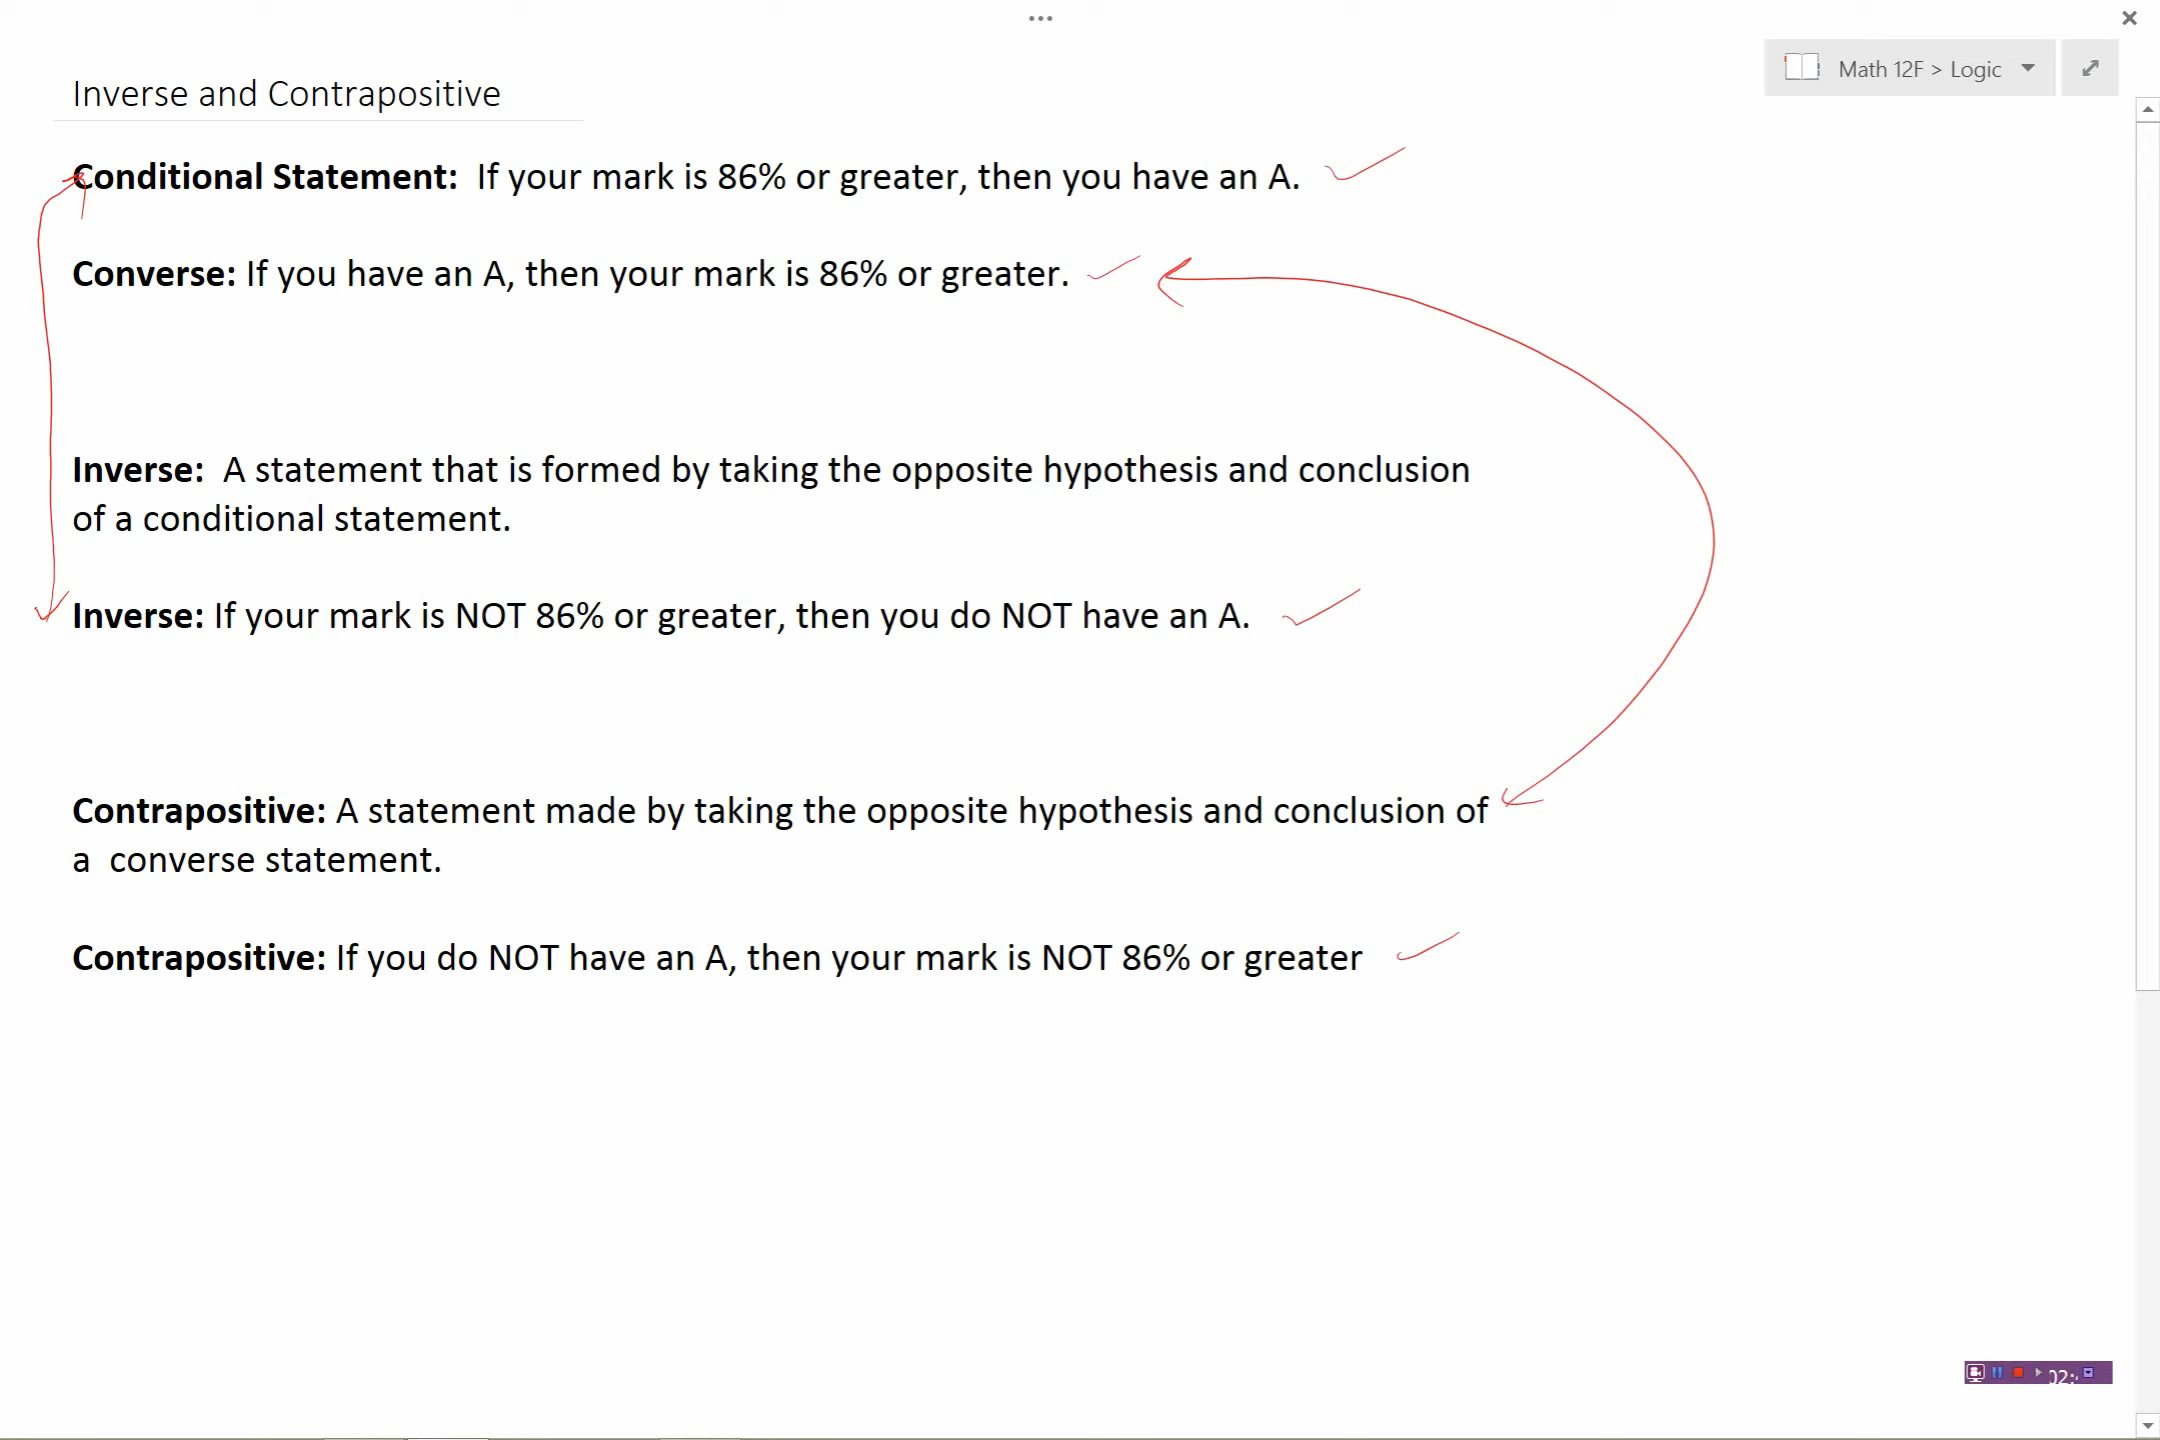 Math 12F > Logic
Inverse and Contrapositive
Conditional Statement: If your mark is 86% or greater, then you have an A.
Converse: If you have an A, then your mark is 86% or greater.
Inverse: A statement that is formed by taking the opposite hypothesis and conclusion
of a conditional statement.
Inverse: If your mark is NOT 86% or greater, then you do NOT have an A.
Contrapositive: A statement made by taking the opposite hypothesis and conclusion of
a converse statement.
Contrapositive: If you do NOT have an A, then your mark is NOT 86% or greater